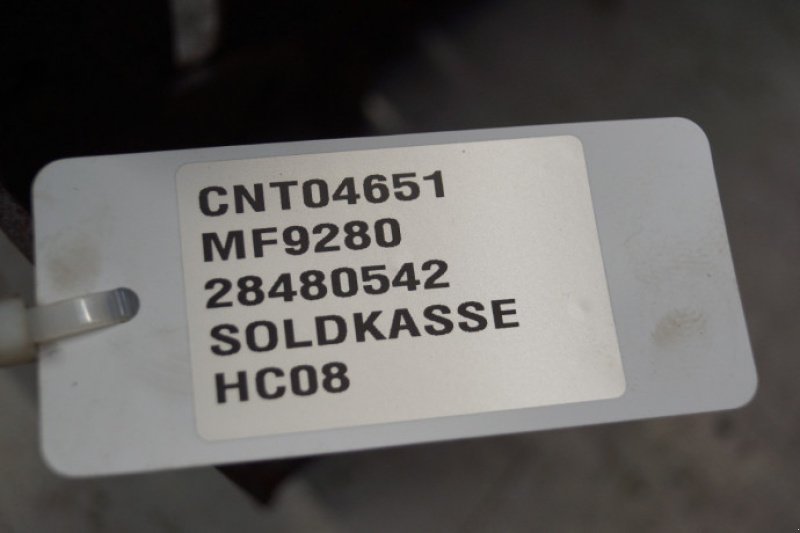 CNT04651
MF9280
28480542
SOLDKASSE
HC08